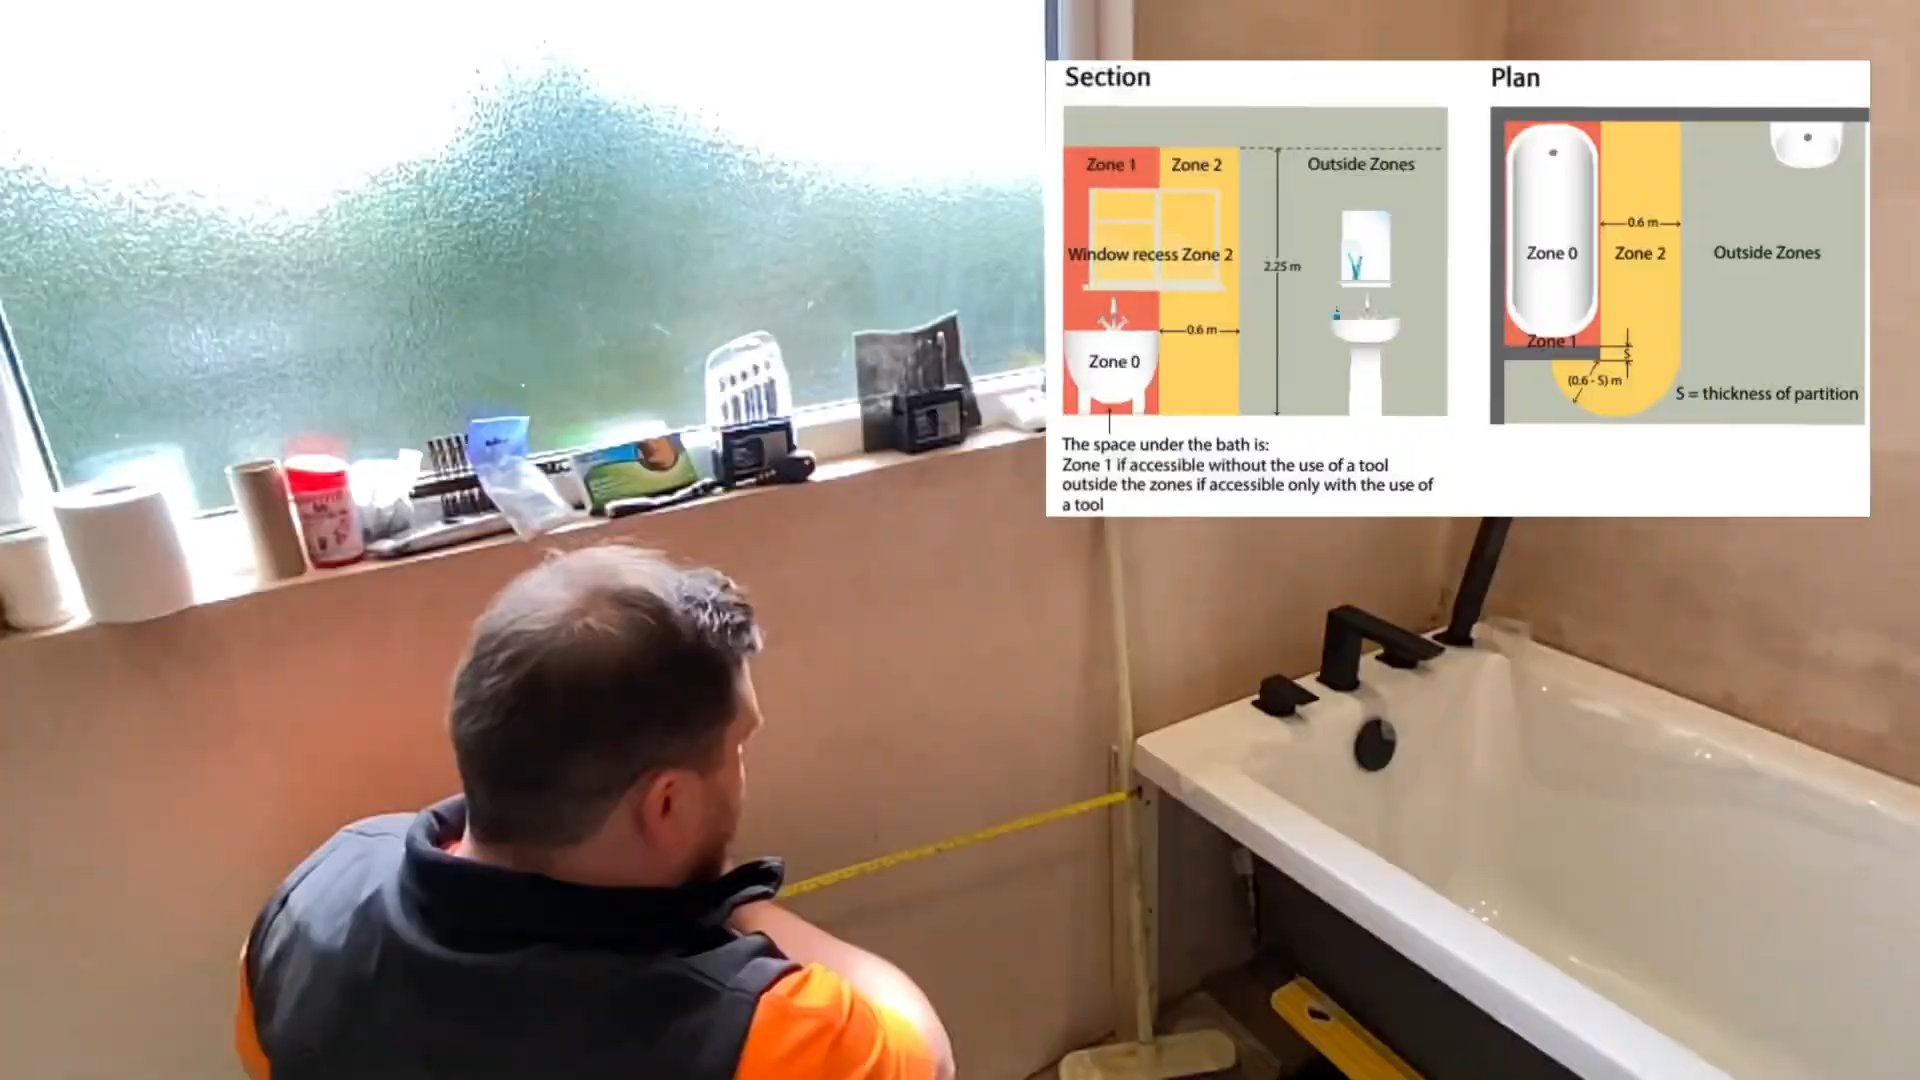 Section
Zone 1
Zone 2
Outside Zones
Window recess Zone 2
2.25 m
0.6 m
Zone 0
The space under the bath is:
Zone 1 if accessible without the use of a tool
outside the zones if accessible only with the use of
a tool
Plan
0.6 m
Zone 0
Zone 2
Outside Zones
Zone 1
S
(0.6 - S) m
S = thickness of partition